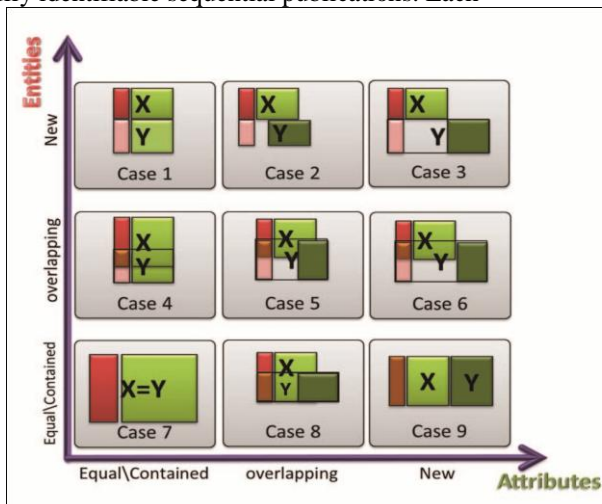 ny identifiable sequential publications. Each
Entities
New
overlapping
Equal\Contained
X
Y
Case 1
X
Y
Case 2
X
Y
Case 3
X
Y
Case 4
X
Y
Case 5
X
Y
Case 6
X=Y
Case 7
X
Y
Case 8
X
Y
Case 9
Equal\Contained
overlapping
New
Attributes